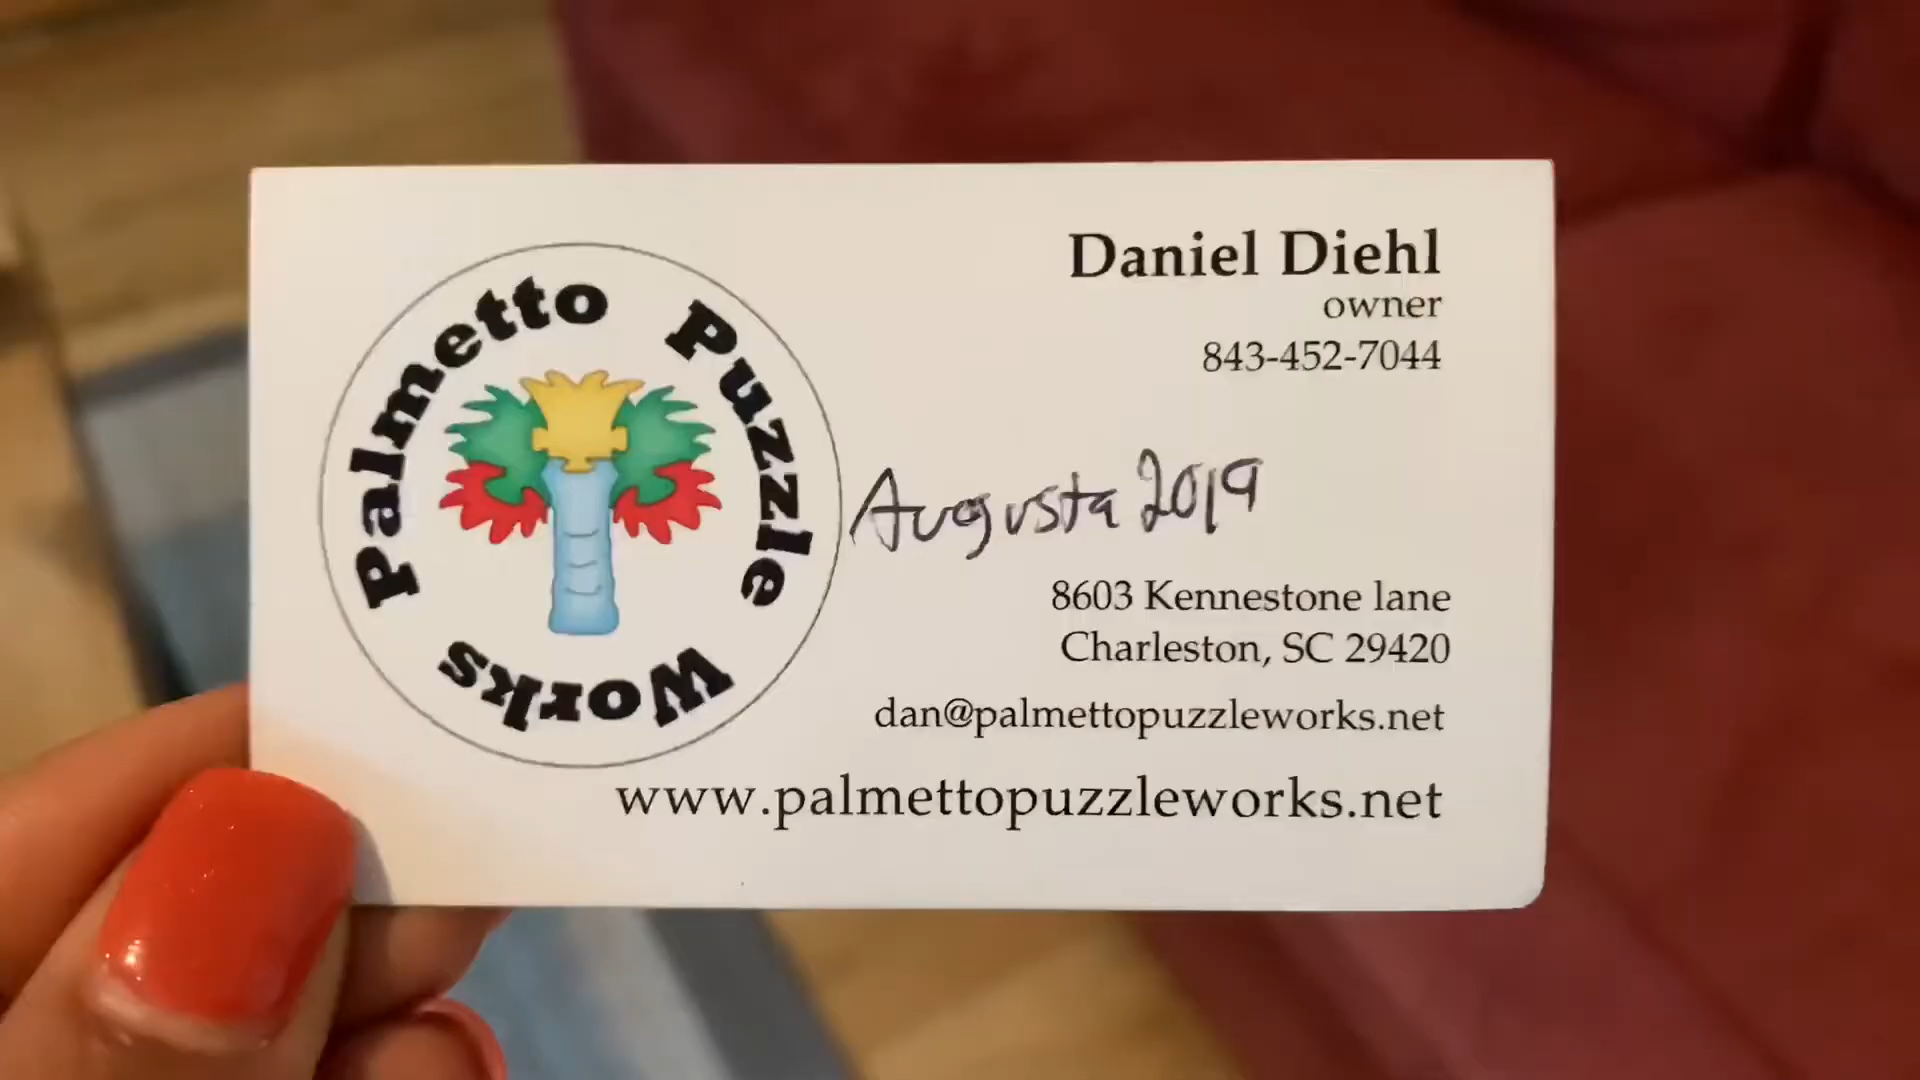 Palmetto Puzzle Works
Daniel Diehl
owner
843-452-7044
Augusta 2019
8603 Kennestone lane
Charleston, SC 29420
dan@palmettopuzzleworks.net
www.palmettopuzzleworks.net